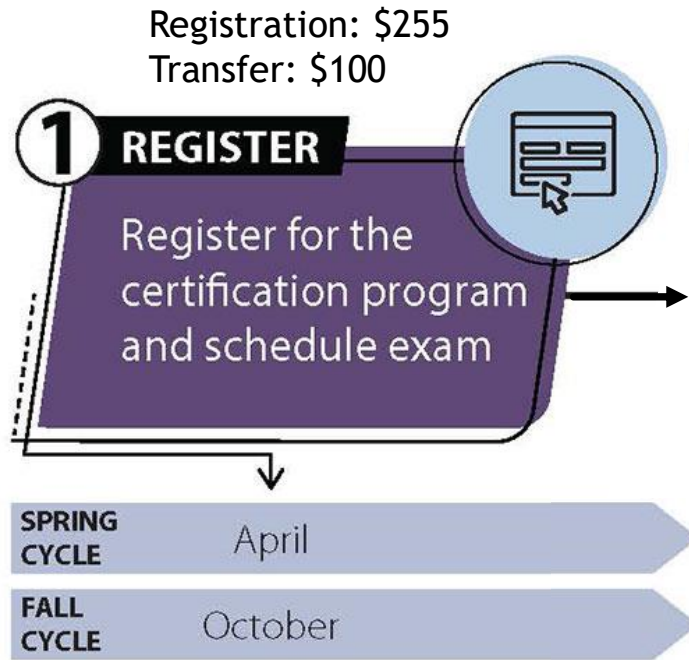 Registration: $255
Transfer: $100
1 REGISTER
Register for the
certification program
and schedule exam
SPRING
CYCLE
April
FALL
CYCLE
October